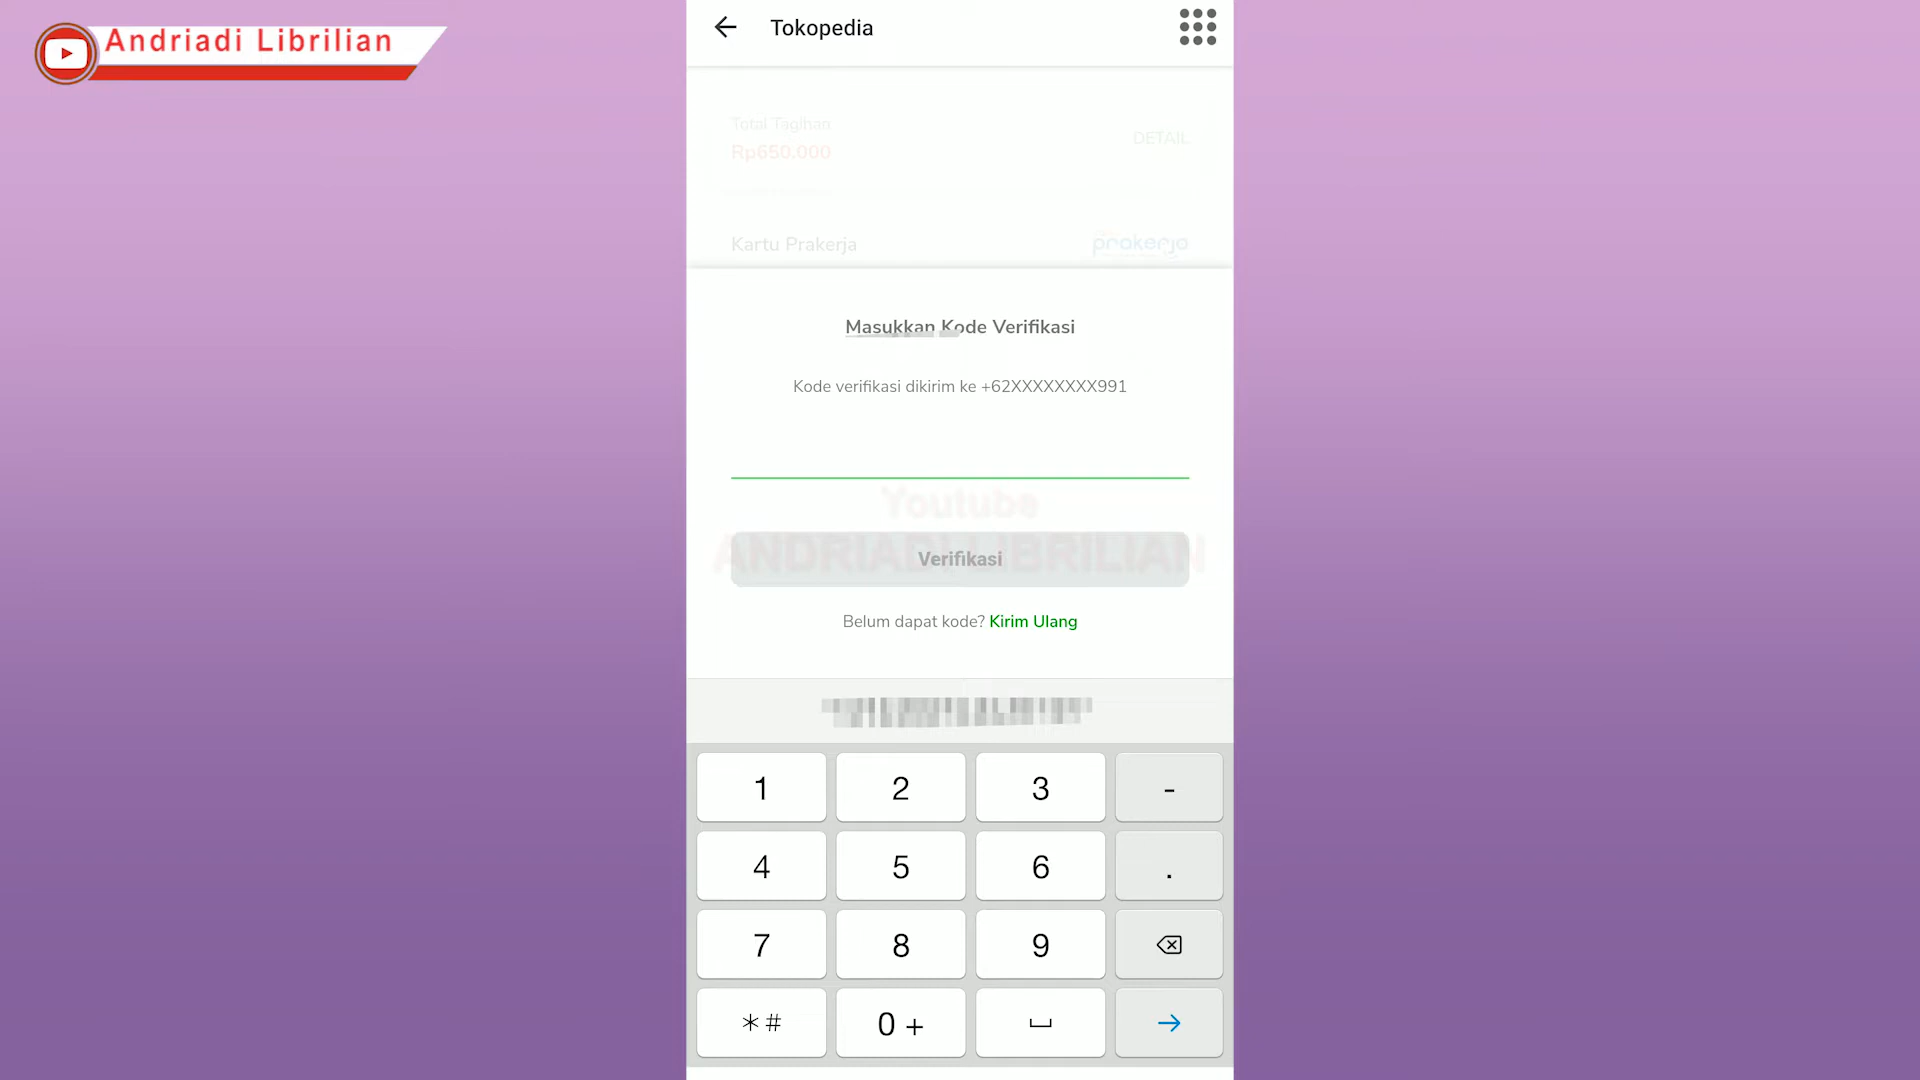 Andriadi Librilian
Tokopedia
Total Tagihan
Rp650.000
DETAIL
Kartu Prakerja
prakerja
Masukkan Kode Verifikasi
Kode verifikasi dikirim ke +62XXXXXXXX991
Youtube
ANDRIADI LIBRILIAN
Verifikasi
Belum dapat kode? Kirim Ulang
1 2 3 -
4 5 6 .
7 8 9
*# 0 +